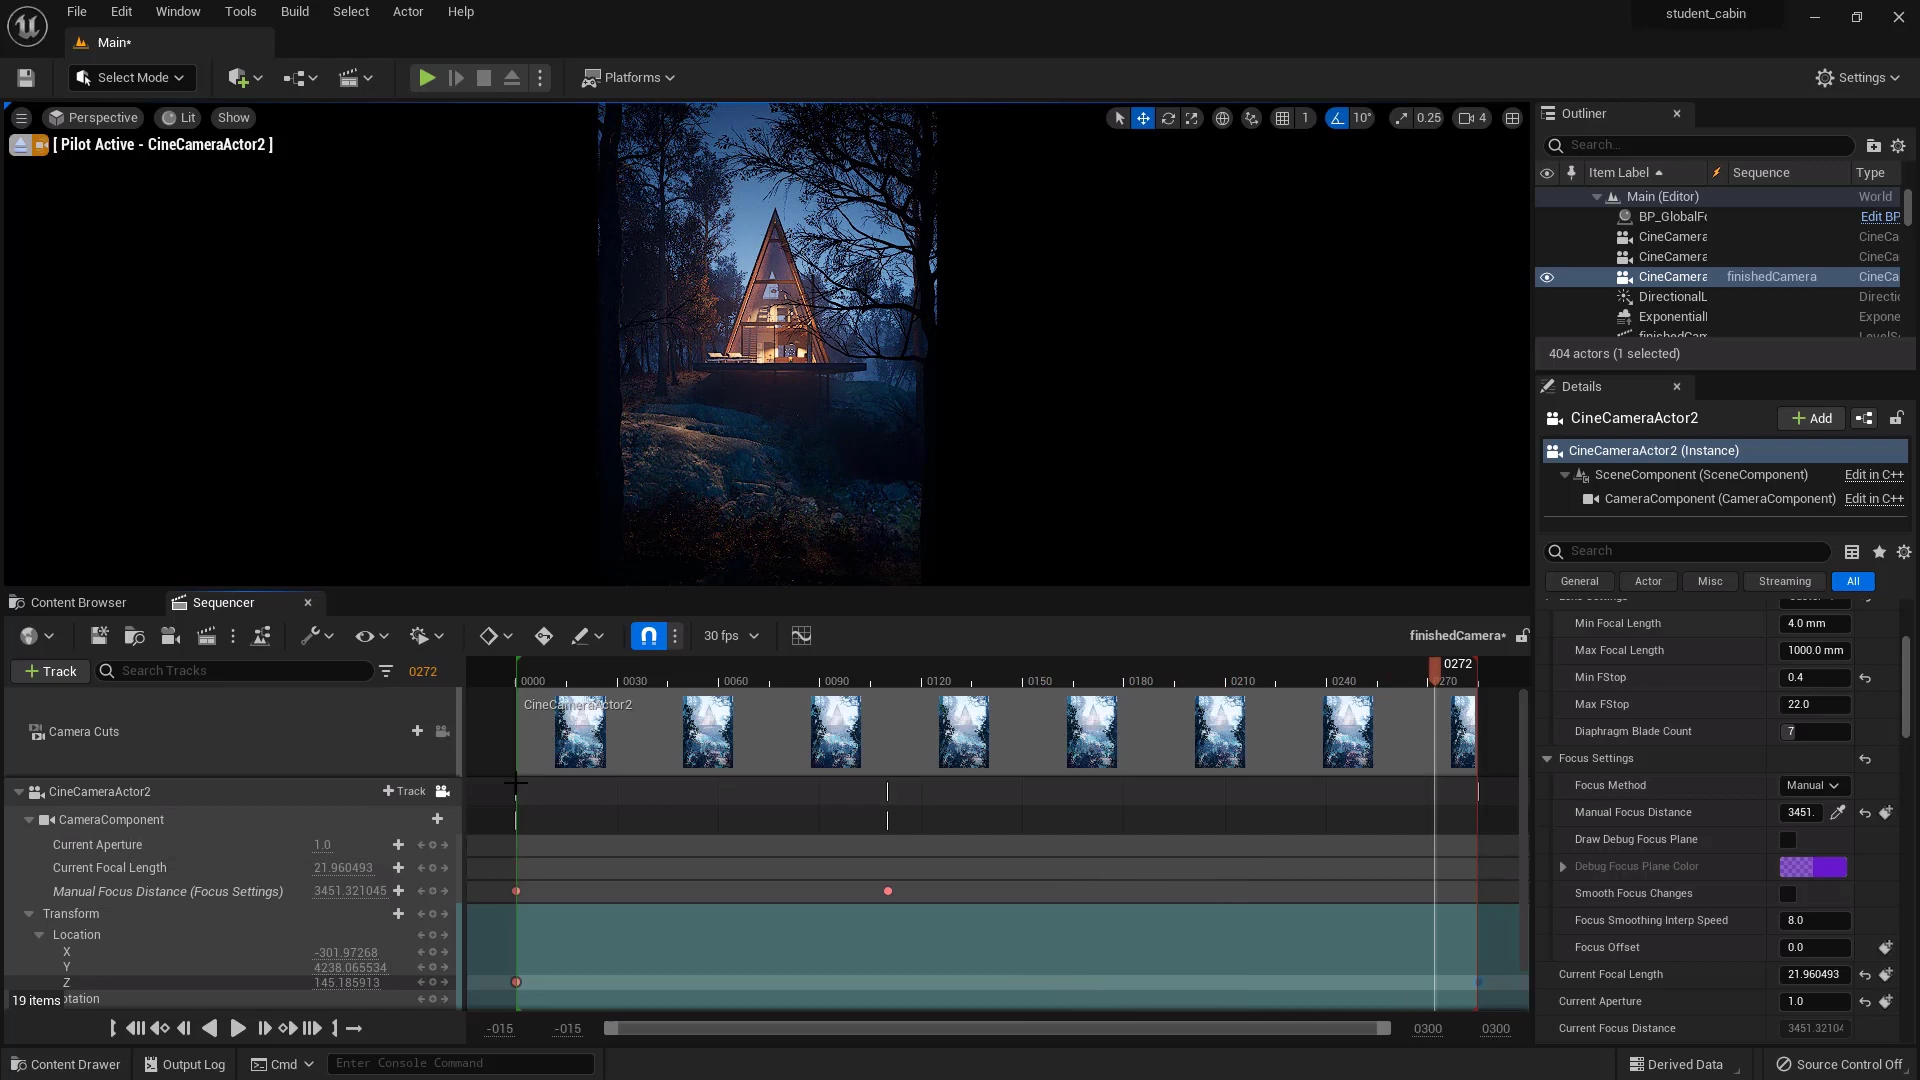 File Edit Window Tools Build Select Actor Help
student_cabin
Main*
Select Mode
Platforms
Settings
Perspective Lit Show
1 10° 0.25 4
[ Pilot Active - CineCameraActor2 ]
Outliner
Search...
Item Label Sequence Type
Main (Editor) World
BP_GlobalFo Edit BP
CineCamera CineCa
CineCamera CineCa
CineCamera finishedCamera CineCa
DirectionalL Directio
Exponentiall Expone
404 actors (1 selected)
Details
CineCameraActor2
Add
CineCameraActor2 (Instance)
SceneComponent (SceneComponent) Edit in C++
CameraComponent (CameraComponent) Edit in C++
Search
General Actor Misc Streaming All
Min Focal Length 4.0 mm
Max Focal Length 1000.0 mm
Min FStop 0.4
Max FStop 22.0
Diaphragm Blade Count 7
Focus Settings
Focus Method Manual
Manual Focus Distance 3451.
Draw Debug Focus Plane
Debug Focus Plane Color
Smooth Focus Changes
Focus Smoothing Interp Speed 8.0
Focus Offset 0.0
Current Focal Length 21.960493
Current Aperture 1.0
Current Focus Distance 3451.32104
Content Browser Sequencer
30 fps
finishedCamera*
Track Search Tracks 0272
0272
0000 0030 0060 0090 0120 0150 0180 0210 0240 0270
CineCameraActor2
Camera Cuts
CineCameraActor2 Track
CameraComponent
Current Aperture 1.0
Current Focal Length 21.960493
Manual Focus Distance (Focus Settings) 3451.321045
Transform
Location
X -301.97268
Y 4238.065534
Z 145.185913
19 items otation
-015 -015 0300 0300
Content Drawer Output Log Cmd Enter Console Command Derived Data Source Control Off